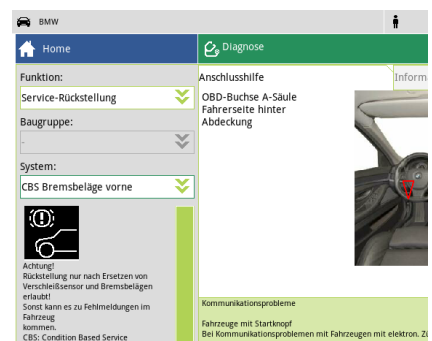 BMW
Home
Diagnose
Funktion:
Service-Rückstellung
Baugruppe:
-
System:
CBS Bremsbeläge vorne
Achtung!
Rückstellung nur nach Ersetzen von
Verschleißsensor und Bremsbelägen
erlaubt!
Sonst kann es zu Fehlmeldungen im
Fahrzeug
kommen.
CBS: Condition Based Service
Anschlusshilfe
Inform
OBD-Buchse A-Säule
Fahrerseite hinter
Abdeckung
Kommunikationsprobleme
Fahrzeuge mit Startknopf
Bei Kommunikationsproblemen mit Fahrzeugen mit elektron. Zü